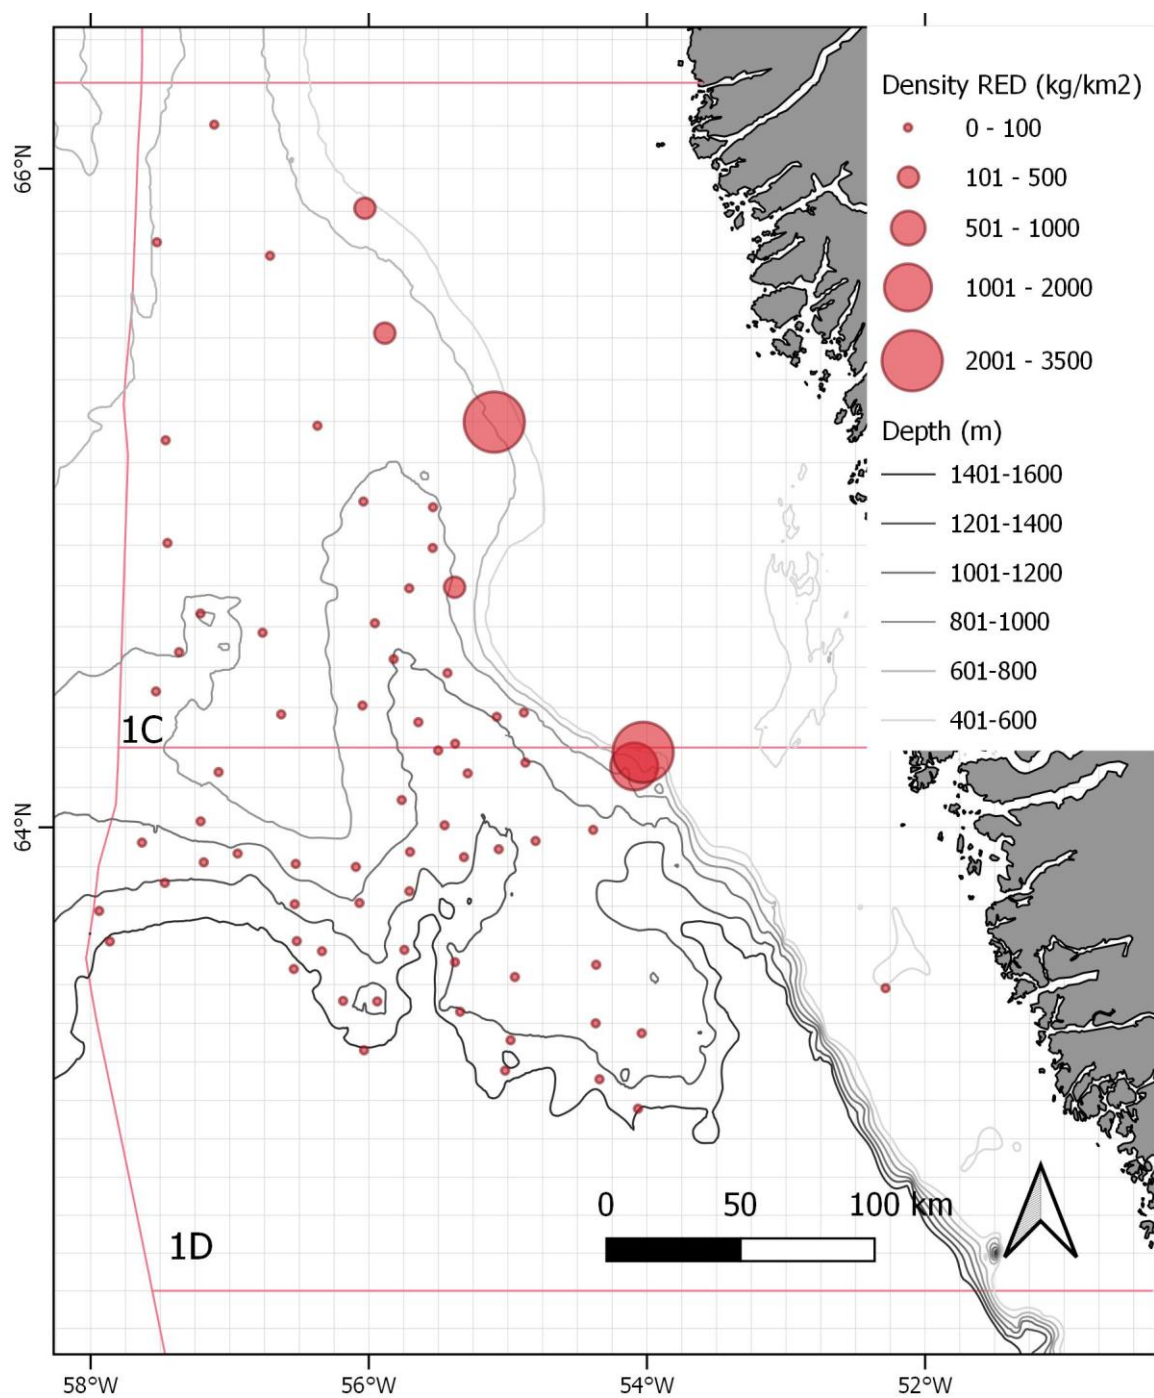 Density RED (kg/km2)
0 - 100
101 - 500
501 - 1000
1001 - 2000
2001 - 3500
Depth (m)
1401-1600
1201-1400
1001-1200
801-1000
601-800
401-600
66°N
1C
64°N
0 50 100 km
1D
58°W 56°W 54°W 52°W